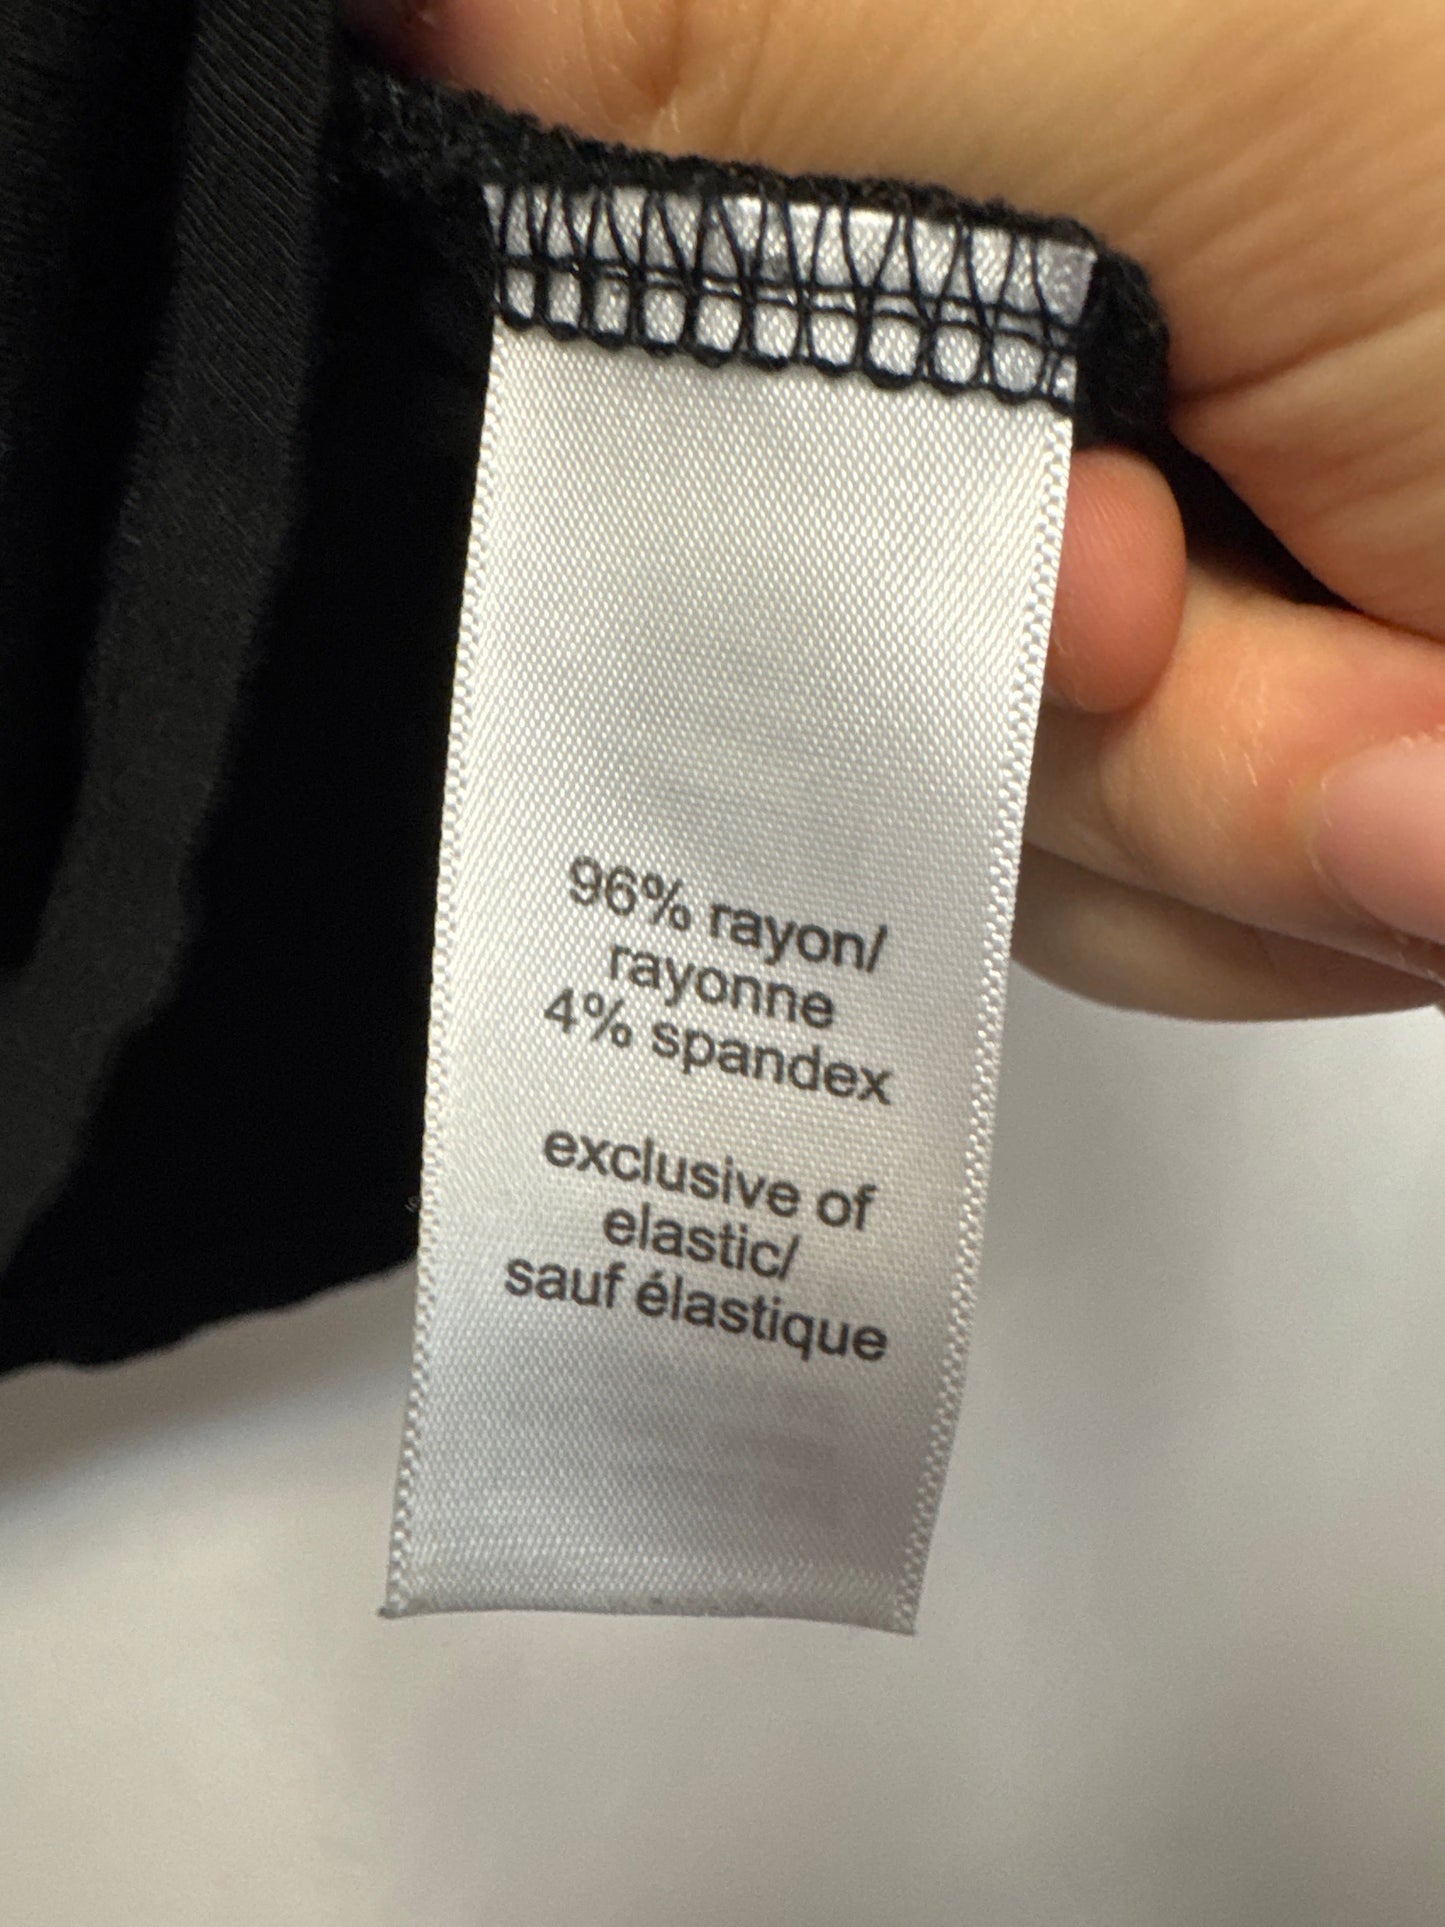 96% rayon/
rayonne
4% spandex
exclusive of
elastic/
sauf élastique